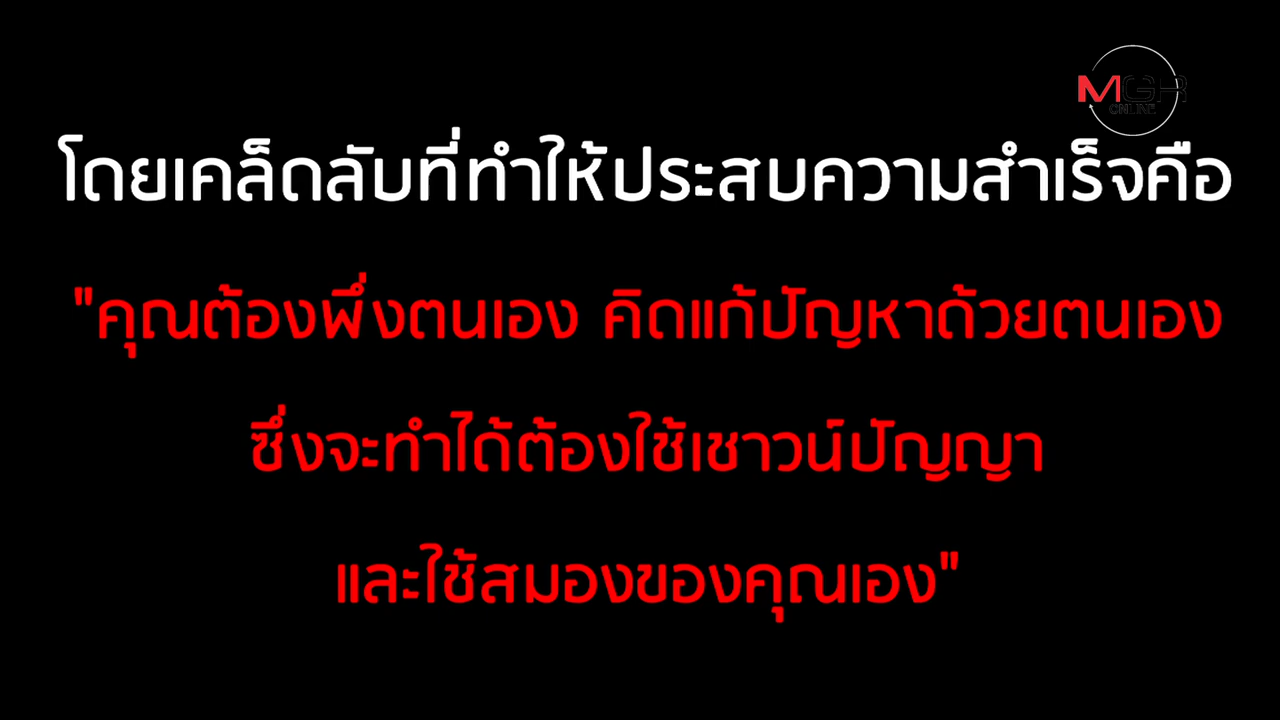 MGR
ONLINE
โดยเคล็ดลับที่ทำให้ประสบความสำเร็จคือ
"คุณต้องพึ่งตนเอง คิดแก้ปัญหาด้วยตนเอง
ซึ่งจะทำได้ต้องใช้เชาวน์ปัญญา
และใช้สมองของคุณเอง"